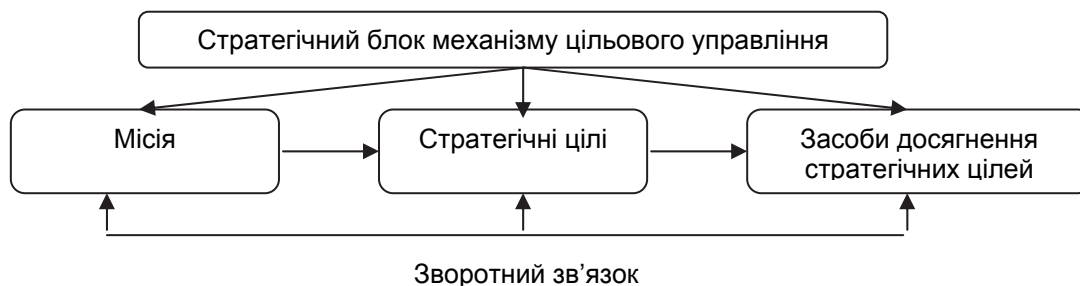 Стратегічний блок механізму цільового управління
Місія
Стратегічні цілі
Засоби досягнення
стратегічних цілей
Зворотний зв’язок